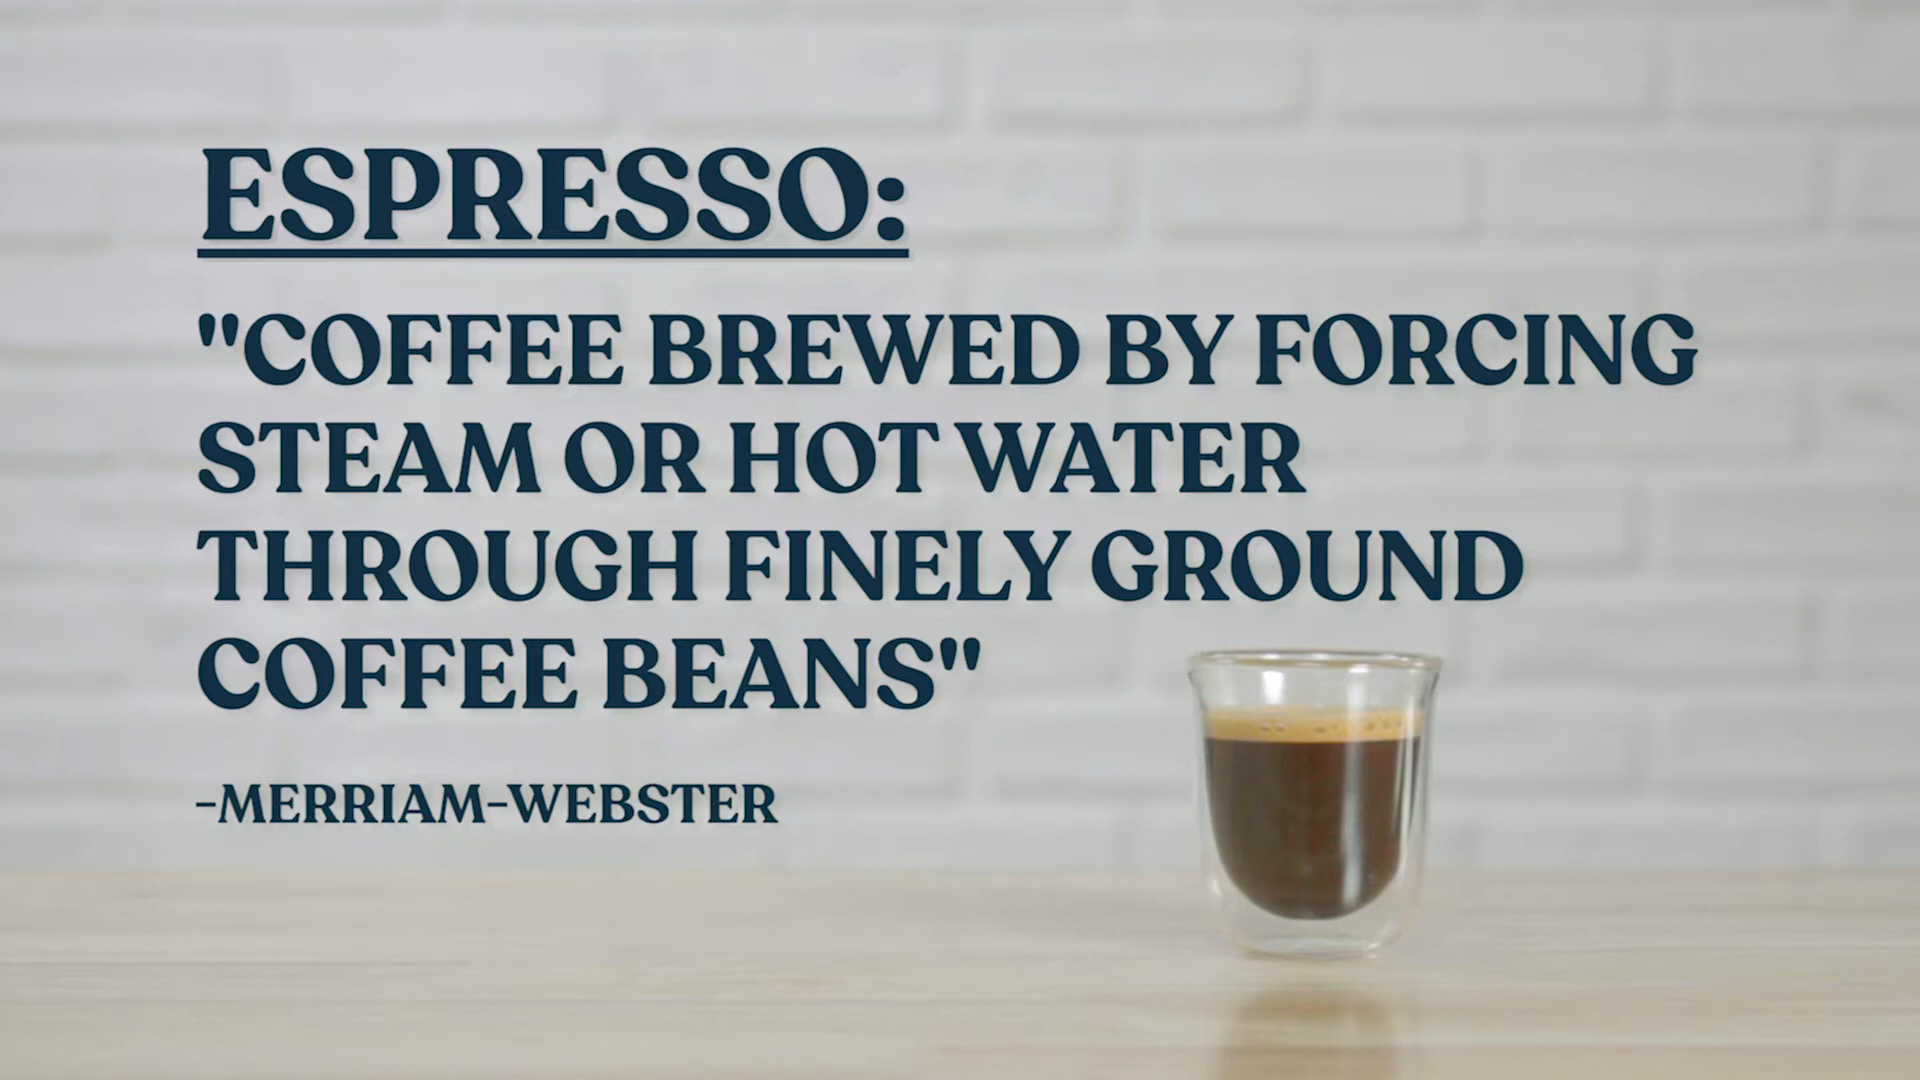 ESPRESSO:
"COFFEE BREWED BY FORCING
STEAM OR HOT WATER
THROUGH FINELY GROUND
COFFEE BEANS"
-MERRIAM-WEBSTER